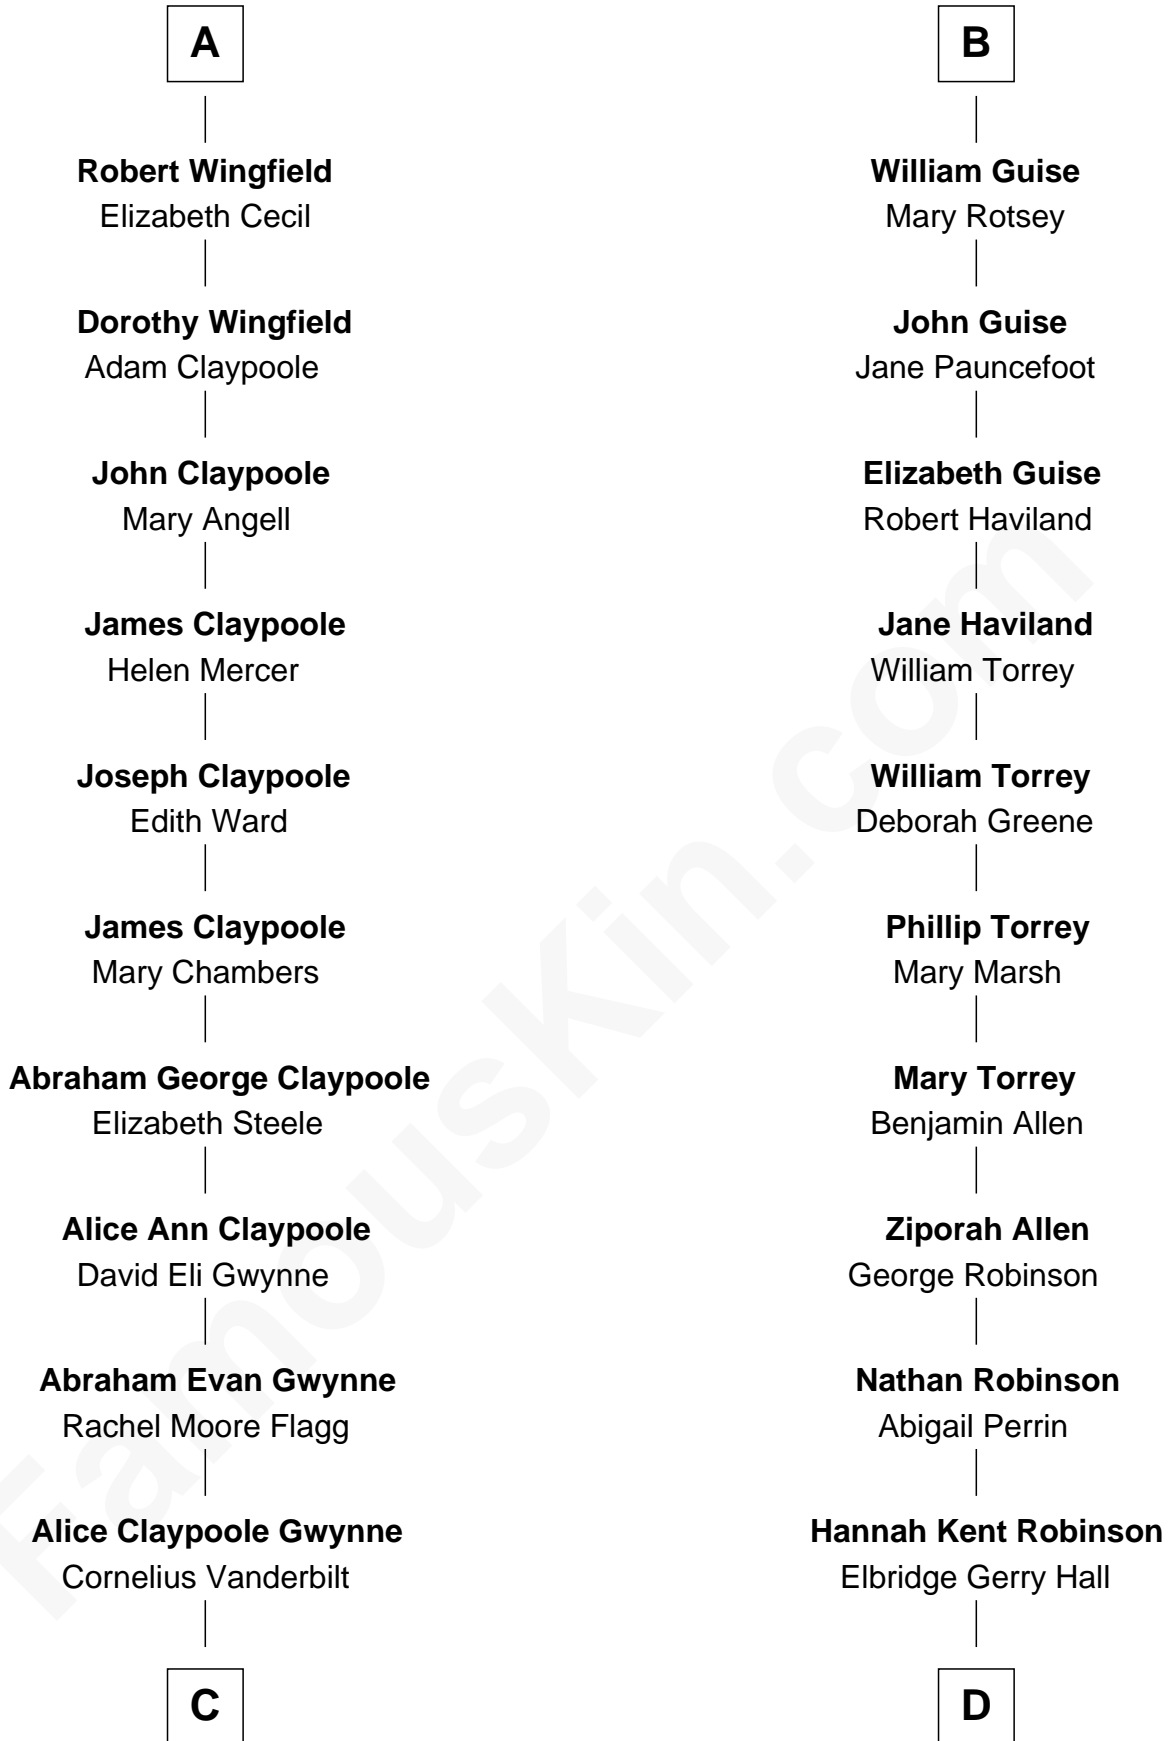 A
Robert Wingfield
Elizabeth Cecil
Dorothy Wingfield
Adam Claypoole
John Claypoole
Mary Angell
James Claypoole
Helen Mercer
Joseph Claypoole
Edith Ward
James Claypoole
Mary Chambers
Abraham George Claypoole
Elizabeth Steele
Alice Ann Claypoole
David Eli Gwynne
Abraham Evan Gwynne
Rachel Moore Flagg
Alice Claypoole Gwynne
Cornelius Vanderbilt
C
B
William Guise
Mary Rotsey
John Guise
Jane Pauncefoot
Elizabeth Guise
Robert Haviland
Jane Haviland
William Torrey
William Torrey
Deborah Greene
Phillip Torrey
Mary Marsh
Mary Torrey
Benjamin Allen
Ziporah Allen
George Robinson
Nathan Robinson
Abigail Perrin
Hannah Kent Robinson
Elbridge Gerry Hall
D
FamousKin.com